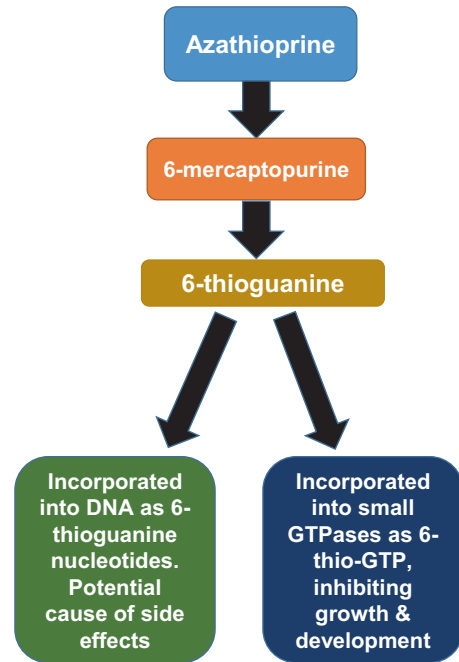 Azathioprine
6-mercaptopurine
6-thioguanine
Incorporated
into DNA as 6-
thioguanine
nucleotides.
Potential
cause of side
effects
Incorporated
into small
GTPases as 6-
thio-GTP,
inhibiting
growth &
development